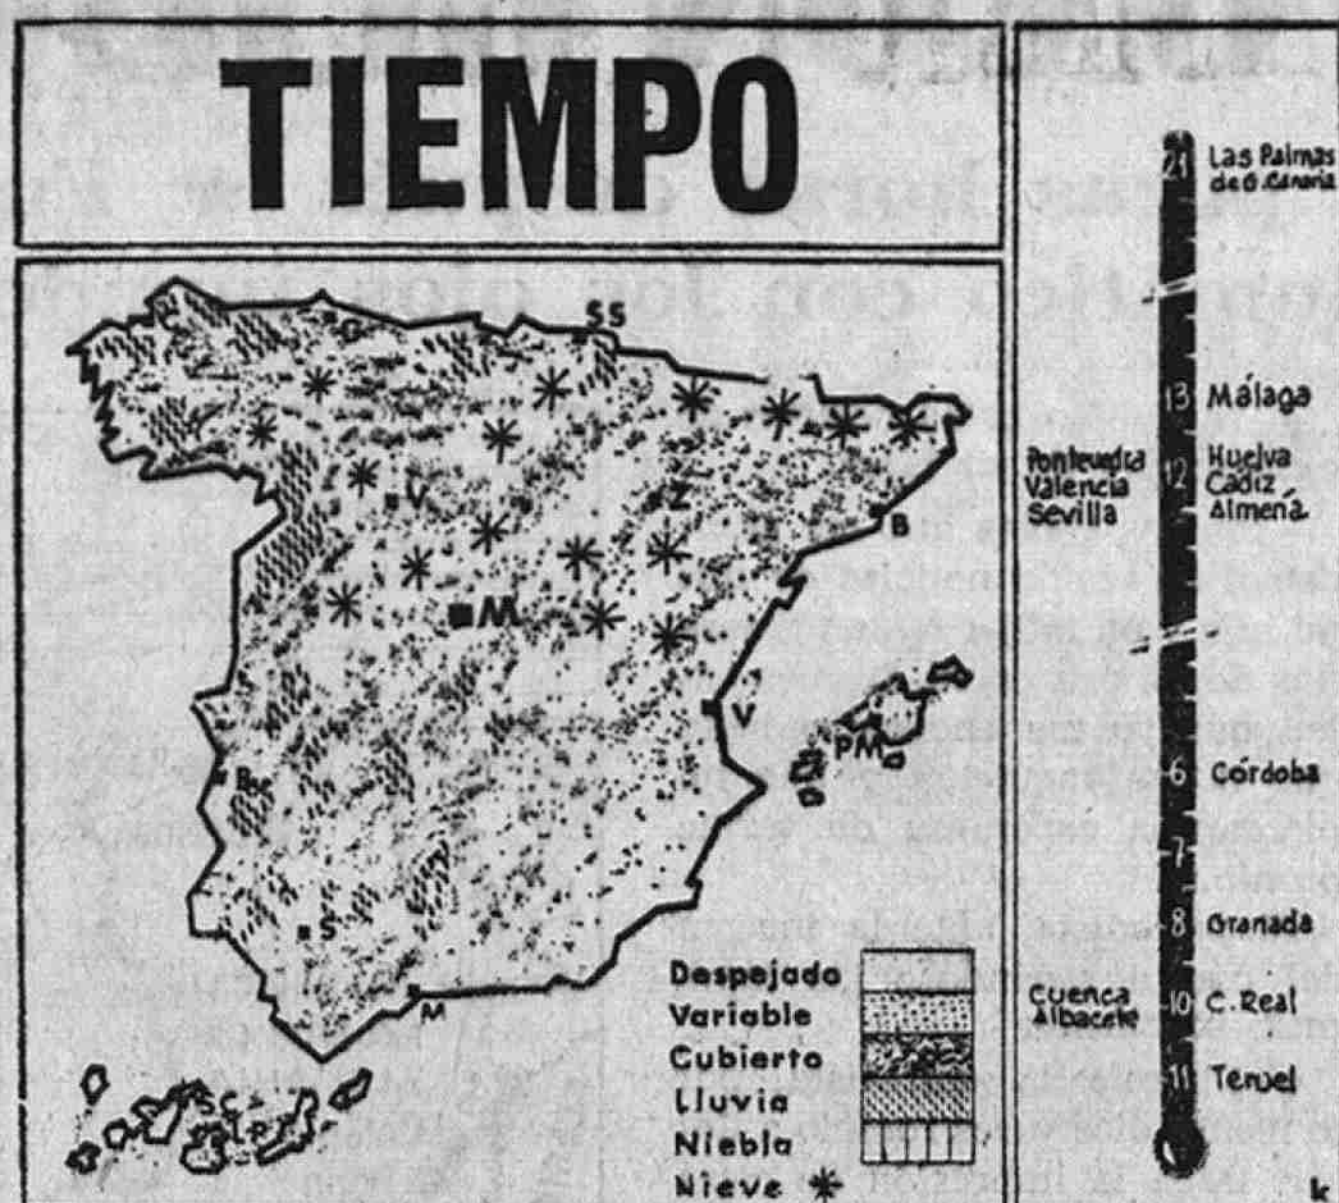 TIEMPO
C
G
SS
V
Z
B
M
V
PM
S
M
SC
LP
Despejado
Variable
Cubierto
Lluvia
Niebla
Nieve
21 Las Palmas
de G. Canaria
13 Málaga
Pontevedra 12 Huelva
Valencia Cádiz
Sevilla Almería
-6 Córdoba
-7
-8 Granada
Cuenca -10 C. Real
Albacete
-11 Teruel